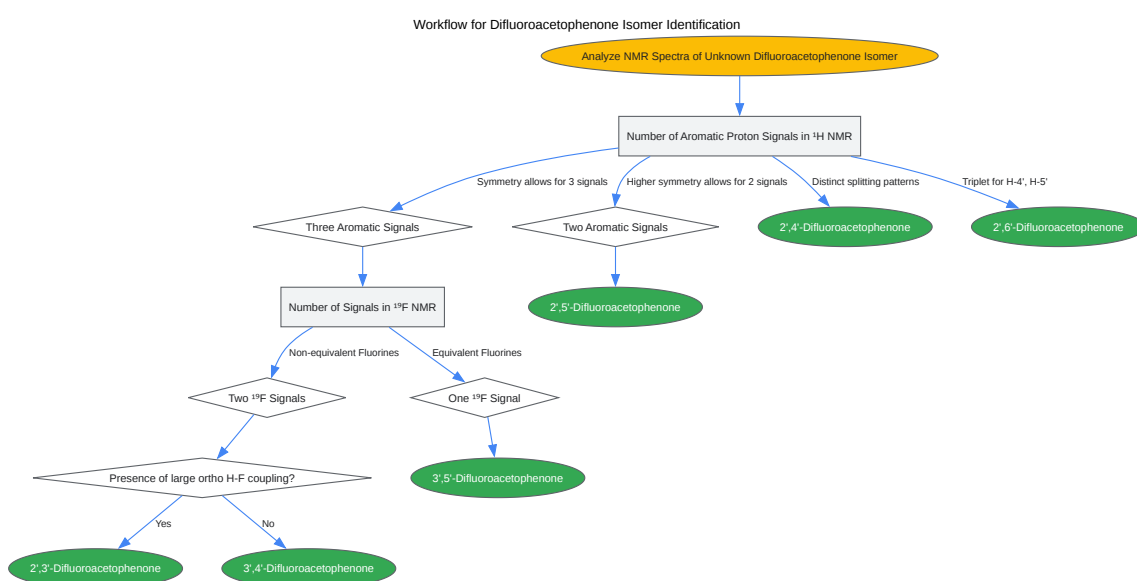 Workflow for Difluoroacetophenone Isomer Identification
Analyze NMR Spectra of Unknown Difluoroacetophenone Isomer
Number of Aromatic Proton Signals in ¹H NMR
Symmetry allows for 3 signals
Higher symmetry allows for 2 signals
Distinct splitting patterns
Triplet for H-4', H-5'
Three Aromatic Signals
Two Aromatic Signals
2',4'-Difluoroacetophenone
2',6'-Difluoroacetophenone
Number of Signals in ¹⁹F NMR
2',5'-Difluoroacetophenone
Non-equivalent Fluorines
Equivalent Fluorines
Two ¹⁹F Signals
One ¹⁹F Signal
Presence of large ortho H-F coupling?
3',5'-Difluoroacetophenone
Yes
No
2',3'-Difluoroacetophenone
3',4'-Difluoroacetophenone